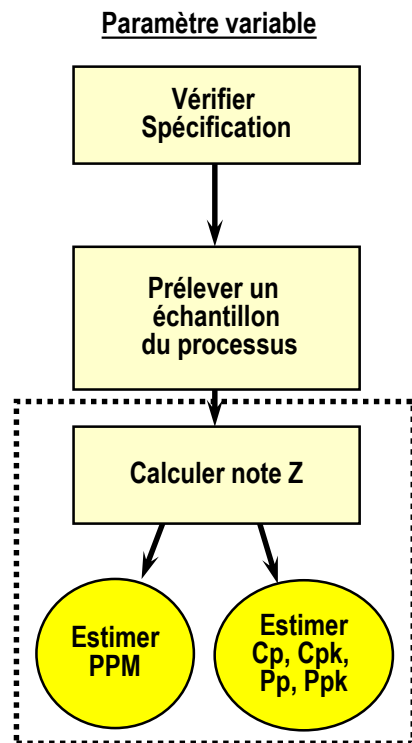 Paramètre variable
Vérifier
Spécification
Prélever un
échantillon
du processus
Calculer note Z
Estimer
PPM
Estimer
Cp, Cpk,
Pp, Ppk